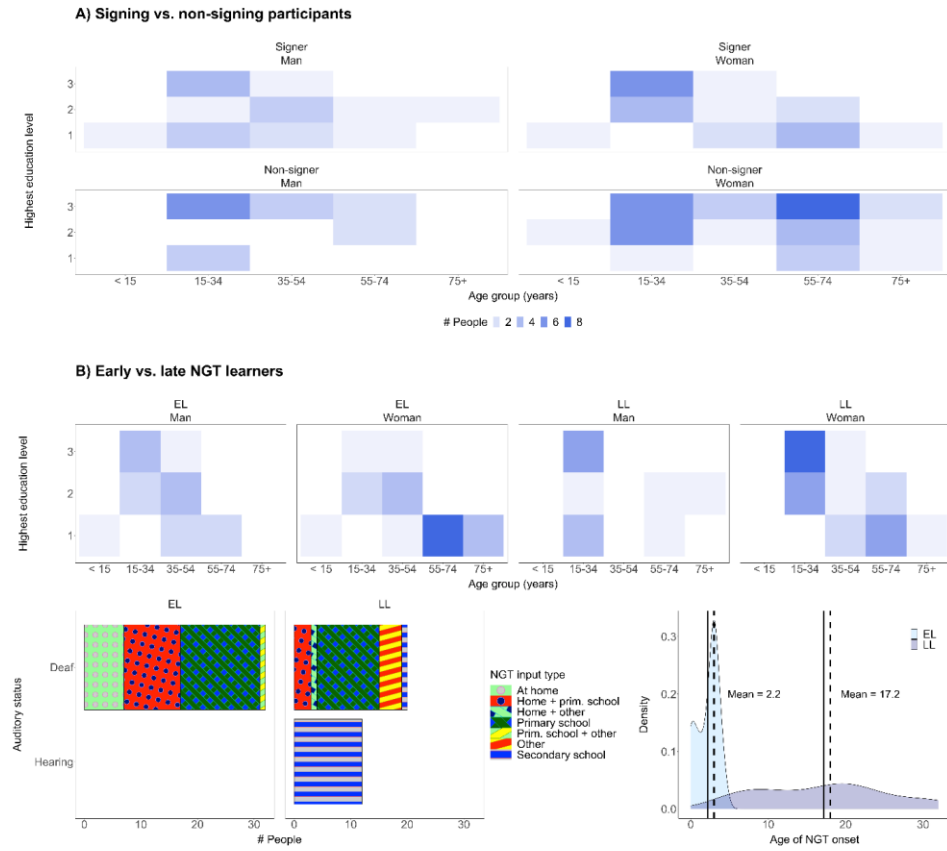 A) Signing vs. non-signing participants
Signer
Man
Signer
Woman
3
2
1
Non-signer
Man
Non-signer
Woman
3
2
1
Highest education level
< 15 15-34 35-54 55-74 75+
< 15 15-34 35-54 55-74 75+
Age group (years)
# People 2 4 6 8
B) Early vs. late NGT learners
EL
Man
EL
Woman
LL
Man
LL
Woman
Highest education level
3
2
1
< 15 15-34 35-54 55-74 75+
< 15 15-34 35-54 55-74 75+
< 15 15-34 35-54 55-74 75+
< 15 15-34 35-54 55-74 75+
Age group (years)
EL
LL
Auditory status
Deaf
Hearing
0 10 20 30
0 10 20 30
# People
NGT input type
At home
Home + prim. school
Home + other
Primary school
Prim. school + other
Other
Secondary school
Density
0.3
0.2
0.1
0.0
EL
LL
Mean = 2.2
Mean = 17.2
0 10 20 30
Age of NGT onset